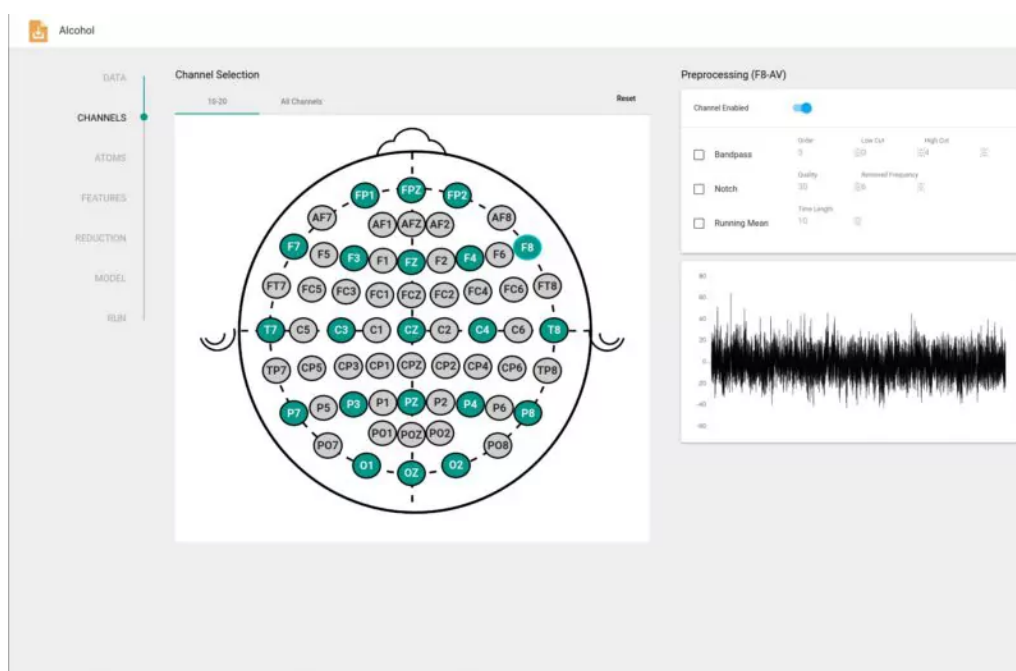 Alcohol
DATA
CHANNELS
ATOMS
FEATURES
REDUCTION
MODEL
RUN
Channel Selection
10-20 All Channels Reset
FP1 FPZ FP2
AF7 AF1 AFZ AF2 AF8
F7 F5 F3 F1 FZ F2 F4 F6 F8
FT7 FC5 FC3 FC1 FCZ FC2 FC4 FC6 FT8
T7 C5 C3 C1 CZ C2 C4 C6 T8
TP7 CP5 CP3 CP1 CPZ CP2 CP4 CP6 TP8
P7 P5 P3 P1 PZ P2 P4 P6 P8
PO7 PO1 POZ PO2 PO8
O1 OZ O2
Preprocessing (F8-AV)
Channel Enabled
Order Low Cut High Cut
Bandpass
Quality Removed Frequency
Notch 30
Time Length
Running Mean 10
80
60
40
20
0
20
-40
-60